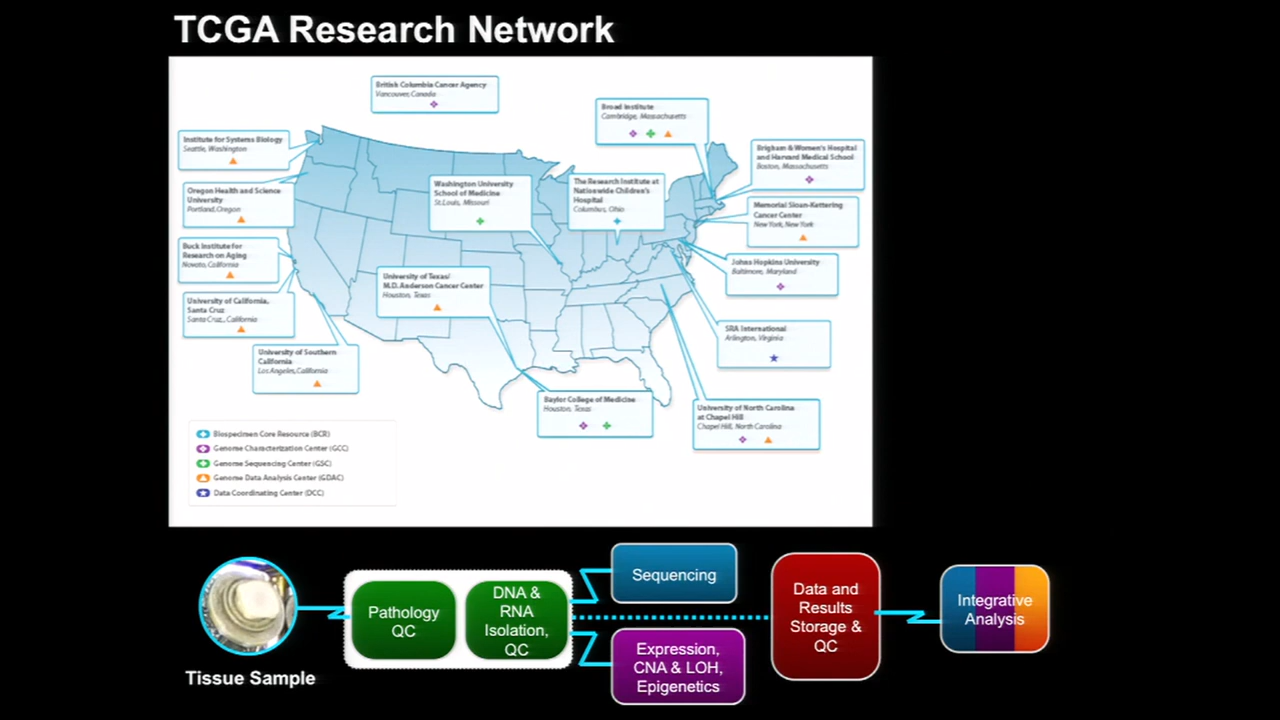 TCGA Research Network
British Columbia Cancer Agency
Vancouver, Canada
Broad Institute
Cambridge, Massachusetts
Institute for Systems Biology
Seattle, Washington
Brigham & Women's Hospital
and Harvard Medical School
Boston, Massachusetts
Oregon Health and Science
University
Portland, Oregon
Washington University
School of Medicine
St. Louis, Missouri
The Research Institute at
Nationwide Children's
Hospital
Columbus, Ohio
Memorial Sloan-Kettering
Cancer Center
New York, New York
Buck Institute for
Research on Aging
Novato, California
University of Texas/
M.D. Anderson Cancer Center
Houston, Texas
Johns Hopkins University
Baltimore, Maryland
University of California,
Santa Cruz
Santa Cruz,, California
SRA International
Arlington, Virginia
University of Southern
California
Los Angeles, California
Baylor College of Medicine
Houston, Texas
University of North Carolina
at Chapel Hill
Chapel Hill, North Carolina
Biospecimen Core Resource (BCR)
Genome Characterization Center (GCC)
Genome Sequencing Center (GSC)
Genome Data Analysis Center (GDAC)
Data Coordinating Center (DCC)
Tissue Sample
Pathology
QC
DNA &
RNA
Isolation,
QC
Sequencing
Expression,
CNA & LOH,
Epigenetics
Data and
Results
Storage &
QC
Integrative
Analysis